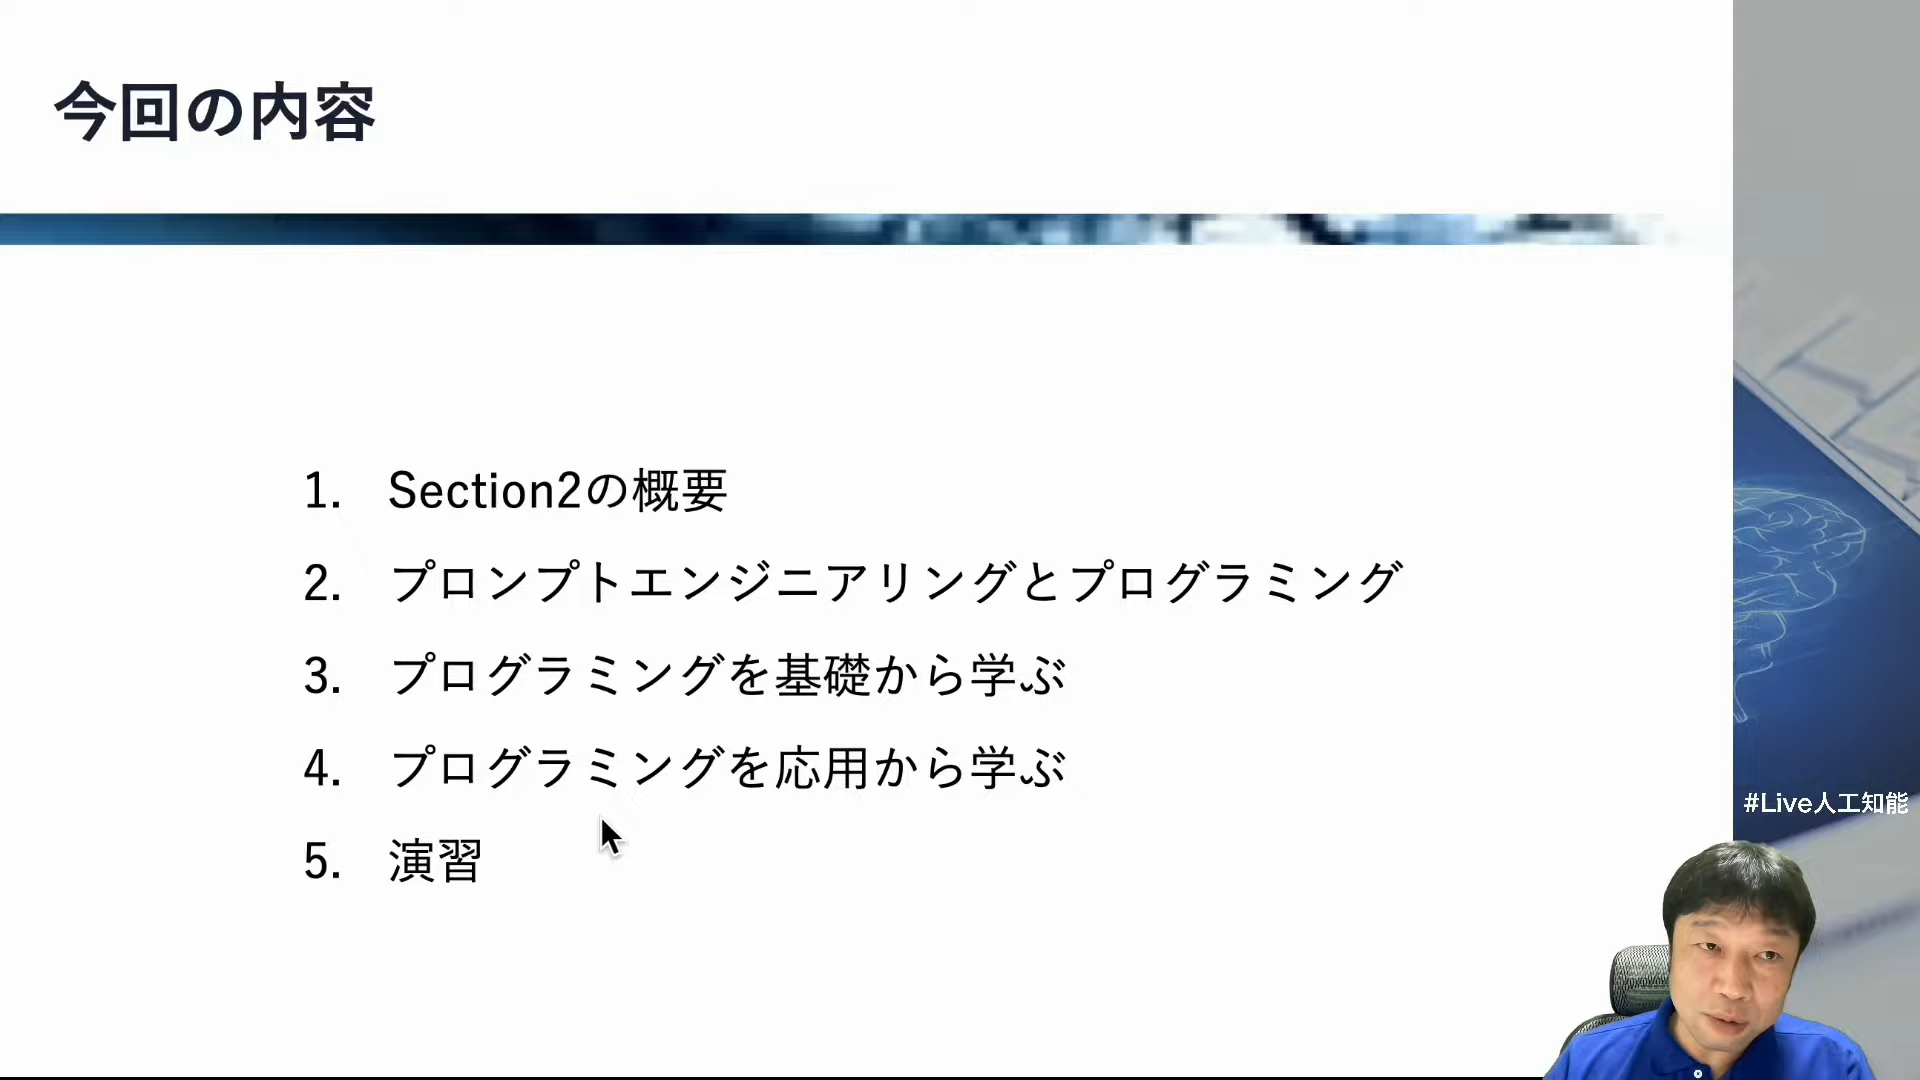 今回の内容
1. Section2の概要
2. プロンプトエンジニアリングとプログラミング
3. プログラミングを基礎から学ぶ
4. プログラミングを応用から学ぶ
5. 演習
#Live人工知能